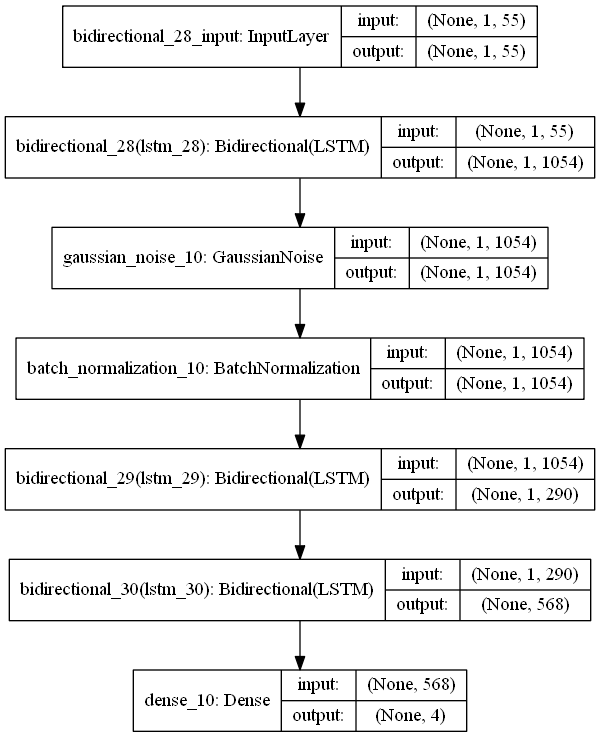 bidirectional_28_input: InputLayer
input: (None, 1, 55)
output: (None, 1, 55)
bidirectional_28(lstm_28): Bidirectional(LSTM)
input: (None, 1, 55)
output: (None, 1, 1054)
gaussian_noise_10: GaussianNoise
input: (None, 1, 1054)
output: (None, 1, 1054)
batch_normalization_10: BatchNormalization
input: (None, 1, 1054)
output: (None, 1, 1054)
bidirectional_29(lstm_29): Bidirectional(LSTM)
input: (None, 1, 1054)
output: (None, 1, 290)
bidirectional_30(lstm_30): Bidirectional(LSTM)
input: (None, 1, 290)
output: (None, 568)
dense_10: Dense
input: (None, 568)
output: (None, 4)